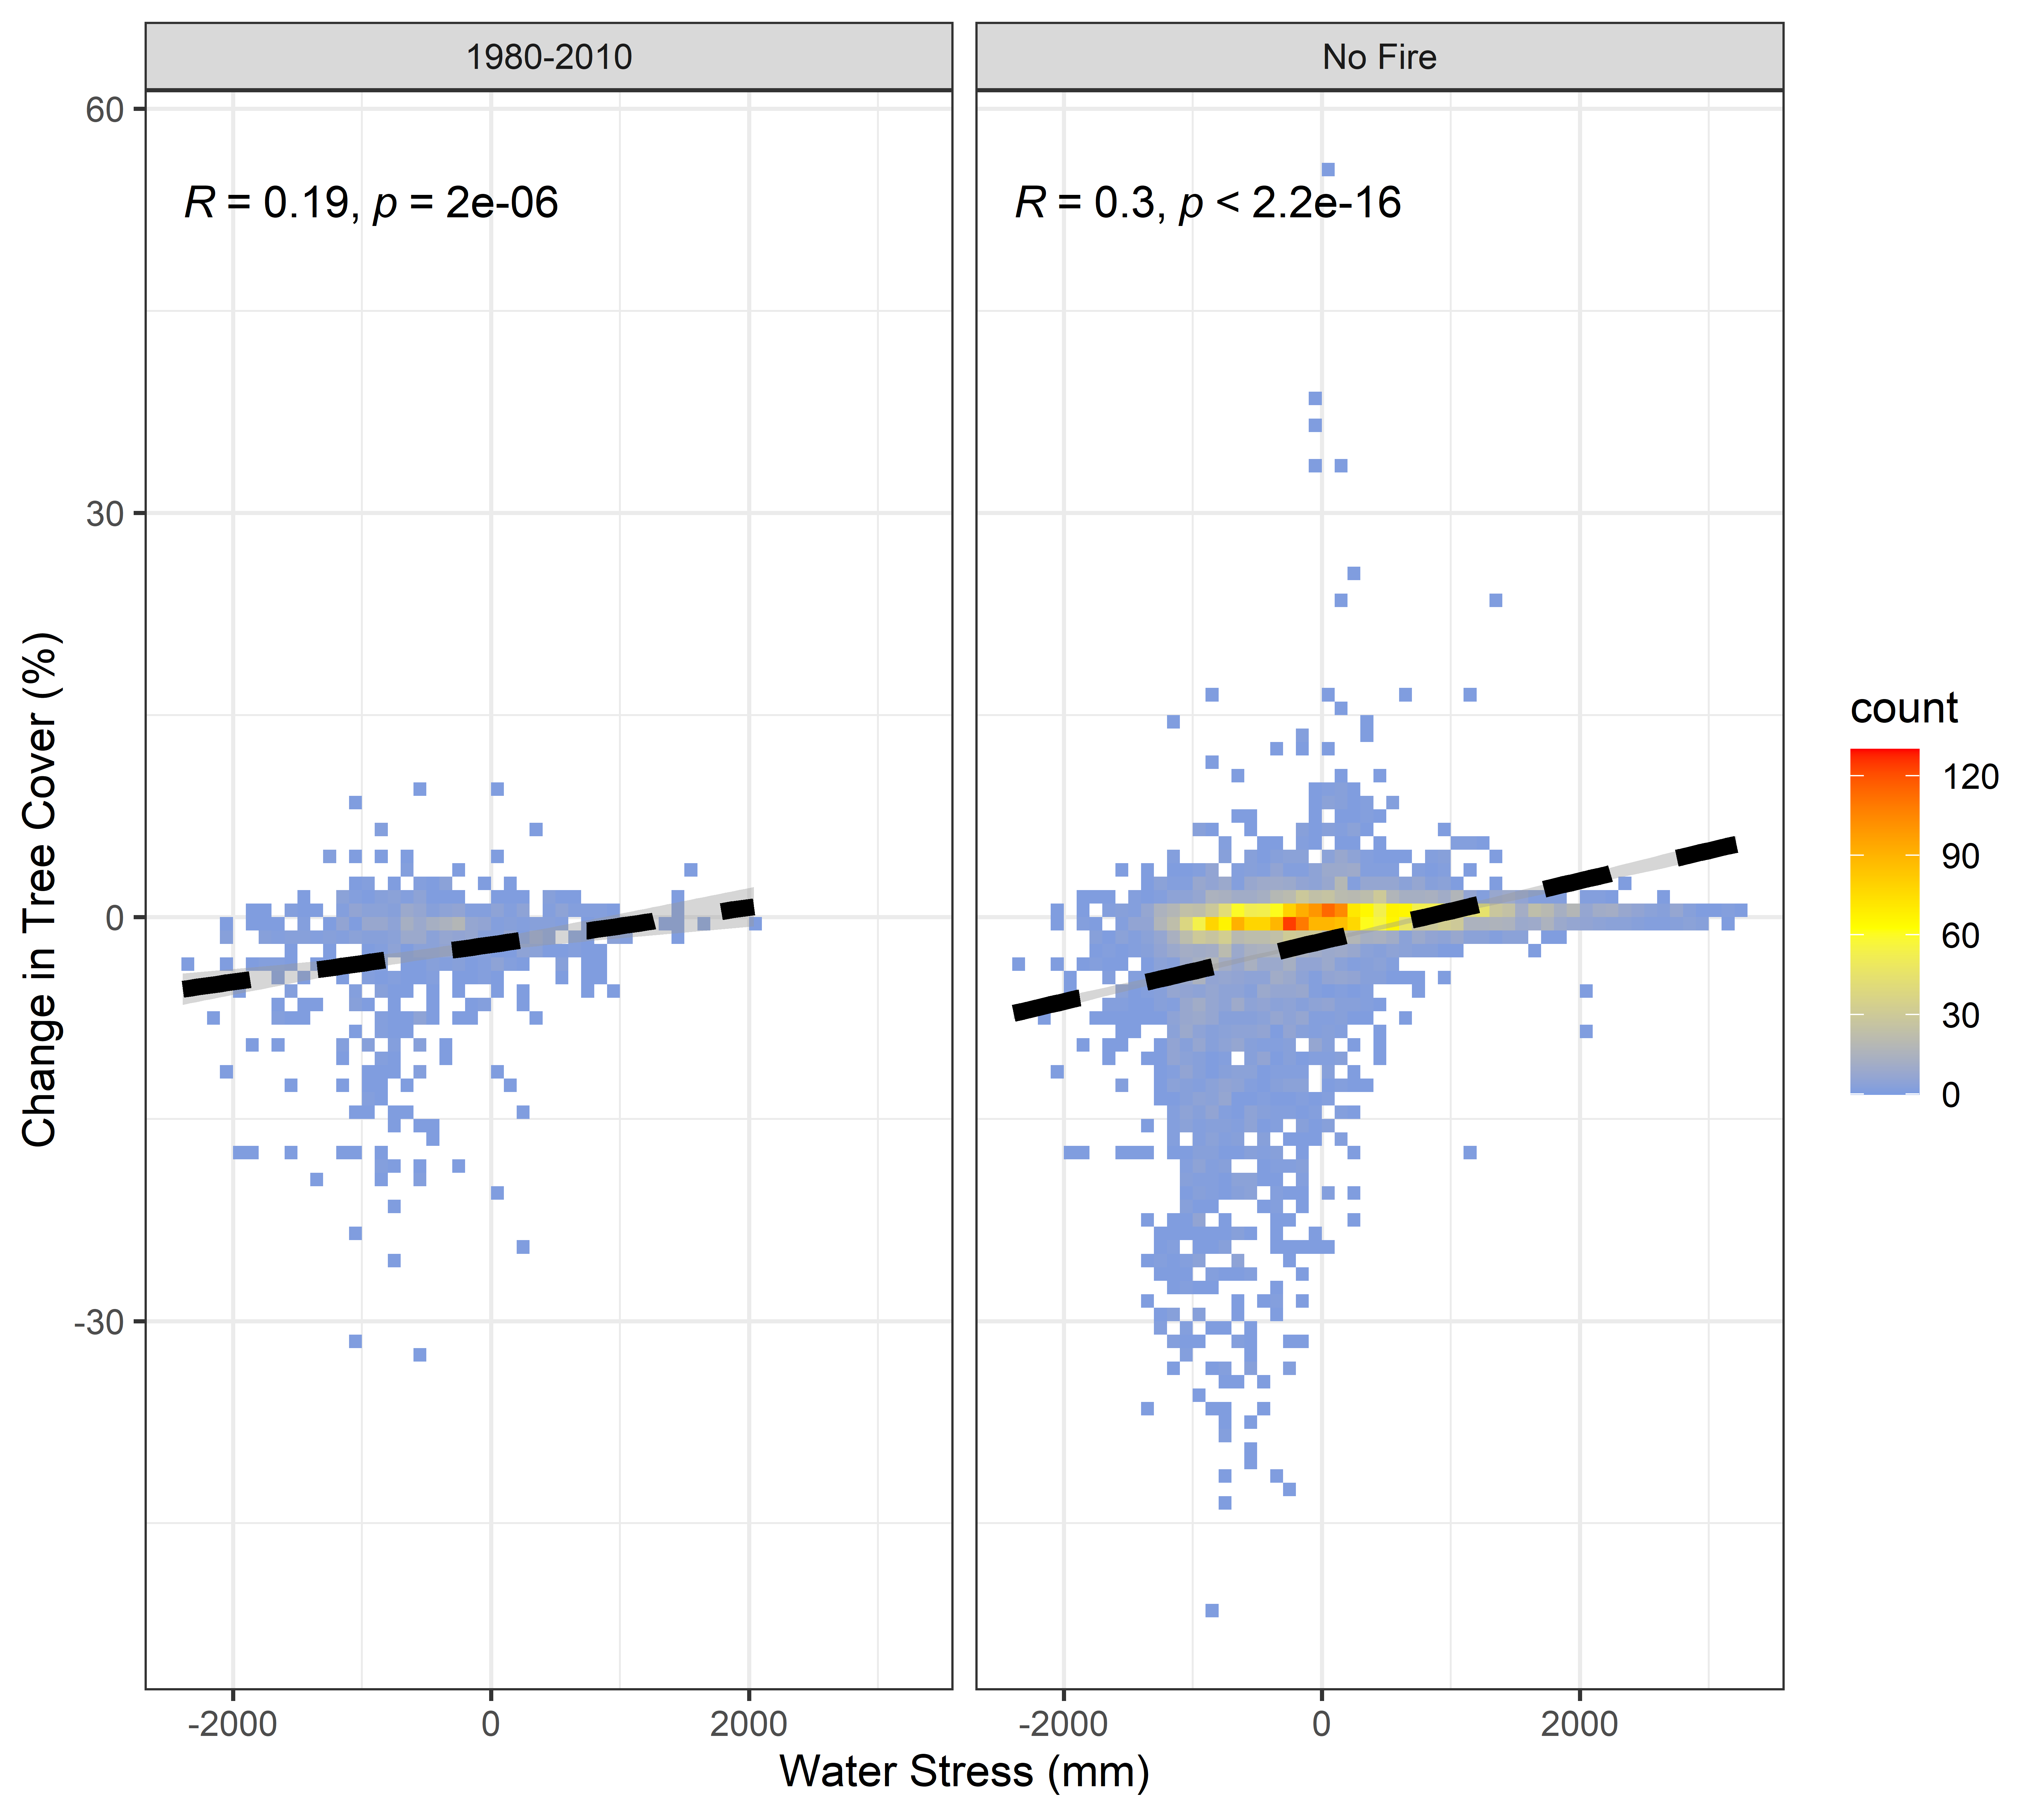 1980-2010
No Fire
R = 0.19, p = 2e-06
R = 0.3, p < 2.2e-16
60
30
0
-30
Change in Tree Cover (%)
-2000
0
2000
-2000
0
2000
Water Stress (mm)
count
120
90
60
30
0